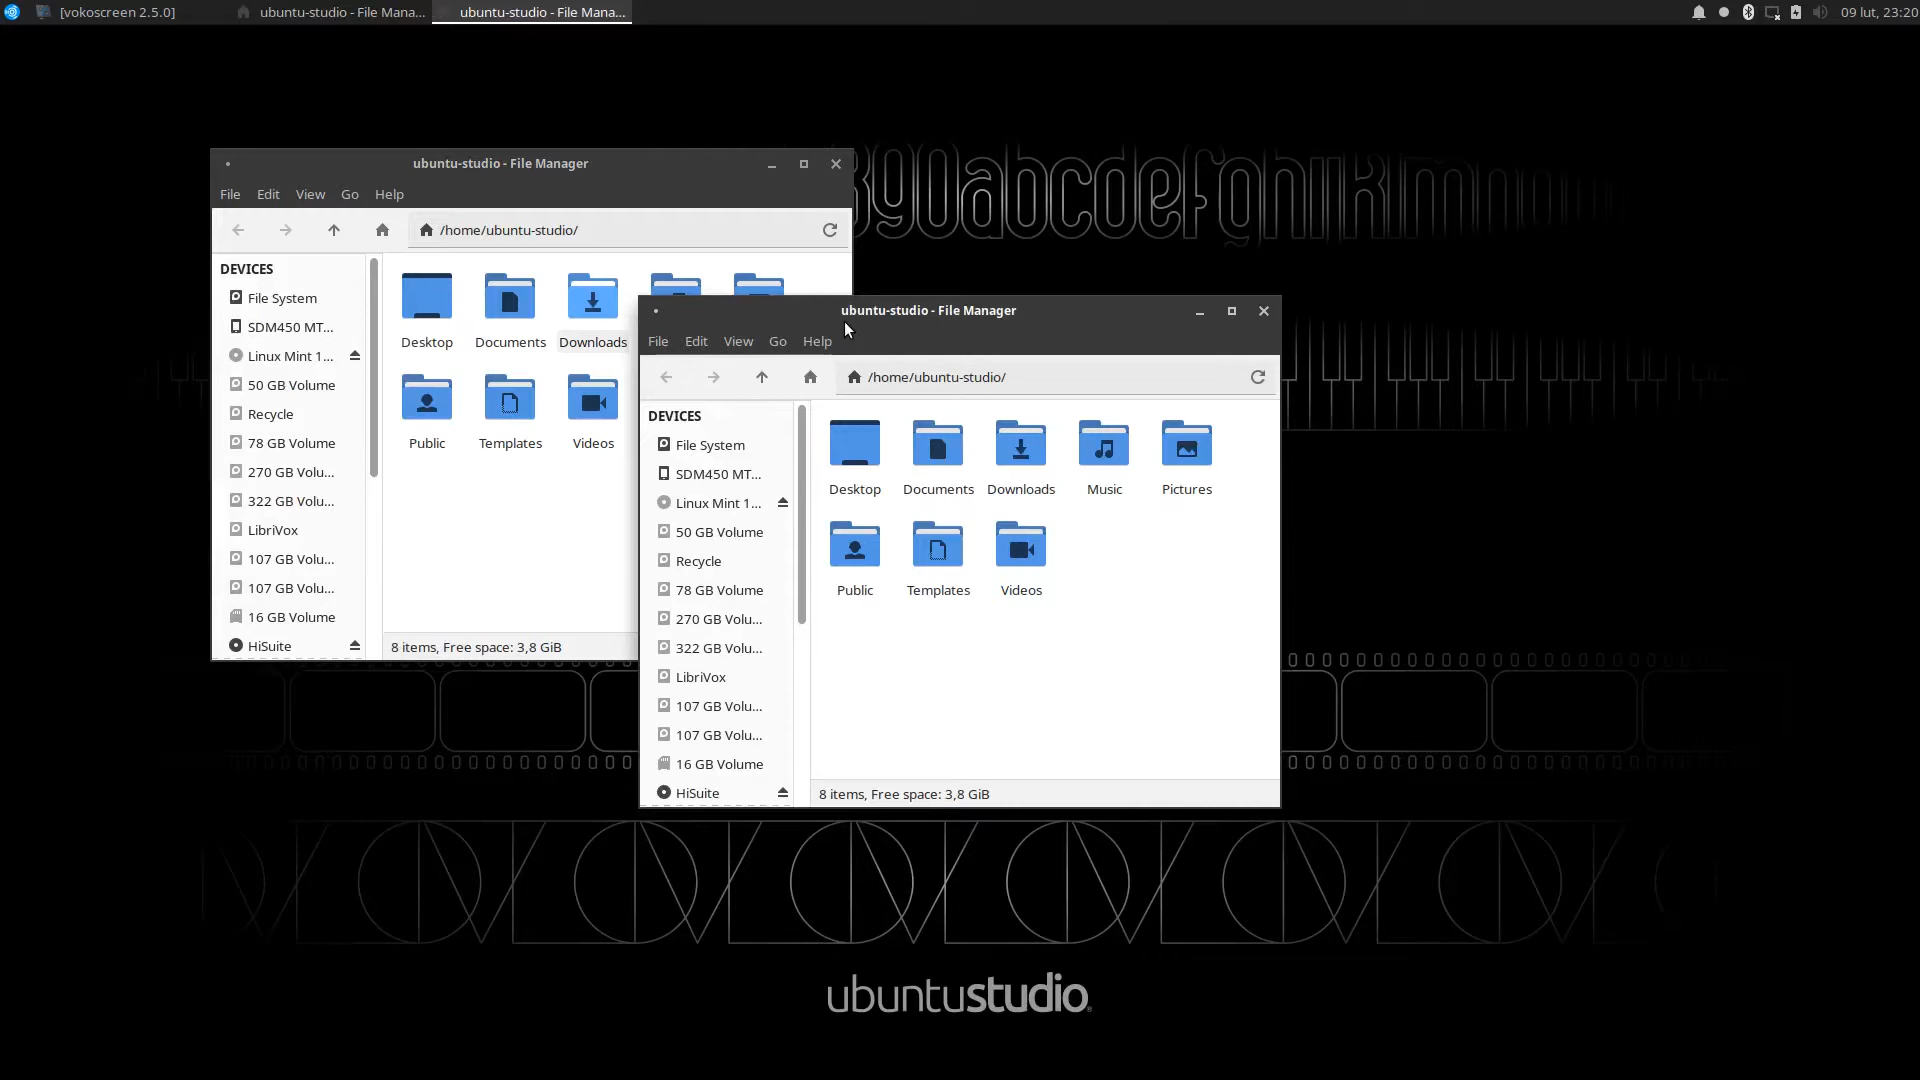 [vokoscreen 2.5.0]
ubuntu-studio - File Mana...
ubuntu-studio - File Mana...
09 lut, 23:20
ubuntu-studio - File Manager
File Edit View Go Help
/home/ubuntu-studio/
DEVICES
File System
SDM450 MT...
Linux Mint 1...
50 GB Volume
Recycle
78 GB Volume
270 GB Volu...
322 GB Volu...
LibriVox
107 GB Volu...
107 GB Volu...
16 GB Volume
HiSuite
Desktop Documents Downloads
Public Templates Videos
8 items, Free space: 3,8 GiB
ubuntu-studio - File Manager
File Edit View Go Help
/home/ubuntu-studio/
DEVICES
File System
SDM450 MT...
Linux Mint 1...
50 GB Volume
Recycle
78 GB Volume
270 GB Volu...
322 GB Volu...
LibriVox
107 GB Volu...
107 GB Volu...
16 GB Volume
HiSuite
Desktop Documents Downloads Music Pictures
Public Templates Videos
8 items, Free space: 3,8 GiB
90abcdefghijklm
ubuntustudio